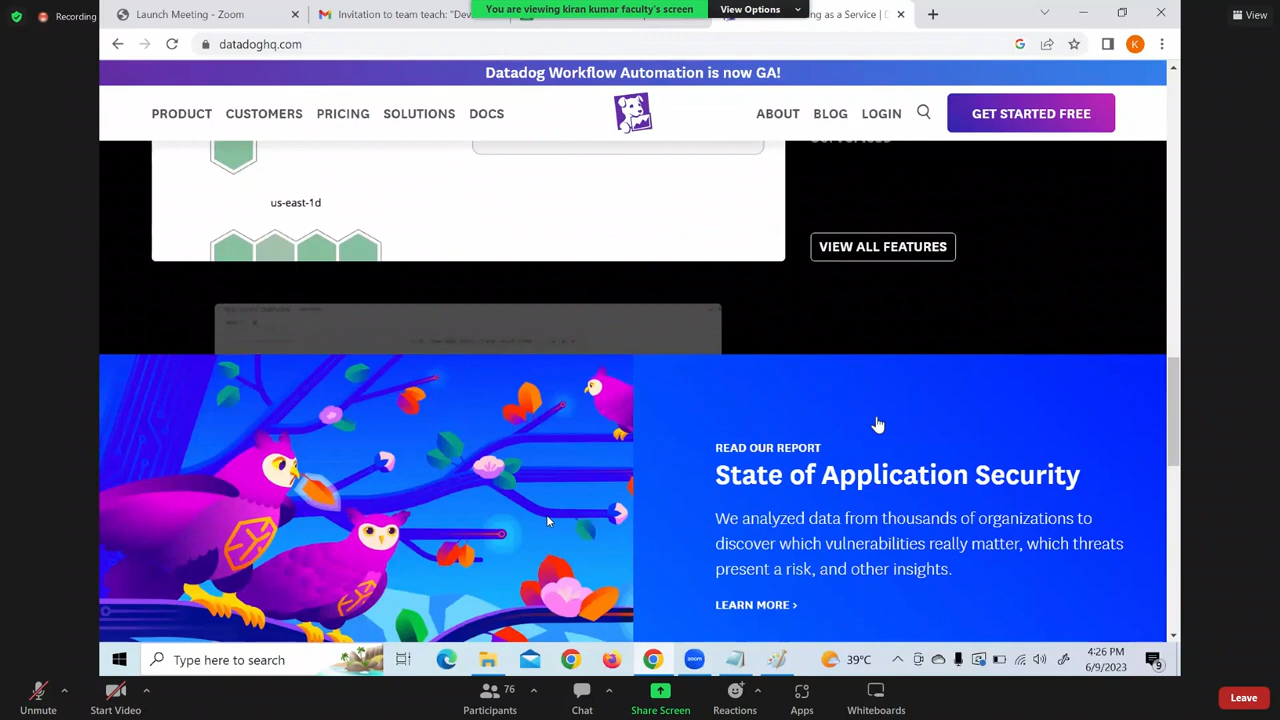 Launch Meeting - Zoom
Invitation to team teach: "Dev
You are viewing kiran kumar faculty's screen
View Options
ing as a Service | D
Recording
View
datadoghq.com
K
Datadog Workflow Automation is now GA!
PRODUCT
CUSTOMERS
PRICING
SOLUTIONS
DOCS
ABOUT
BLOG
LOGIN
GET STARTED FREE
us-east-1d
VIEW ALL FEATURES
READ OUR REPORT
State of Application Security
We analyzed data from thousands of organizations to
discover which vulnerabilities really matter, which threats
present a risk, and other insights.
LEARN MORE >
Type here to search
zoom
39°C
4:26 PM
6/9/2023
9
Unmute
Start Video
76
Participants
Chat
Share Screen
Reactions
Apps
Whiteboards
Leave